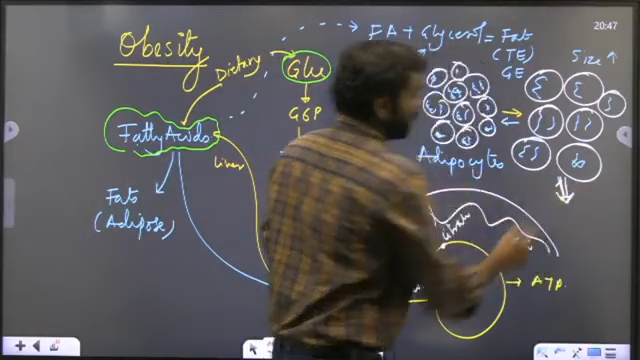 20:47
Obesity
FA + Glycerol = Fat
(TE)
GE
Size ↑
Dietary
Glu
G6P
Fatty Acids
Adipocytes
Liver
Fats
(Adipose)
Citrate
→ ATP